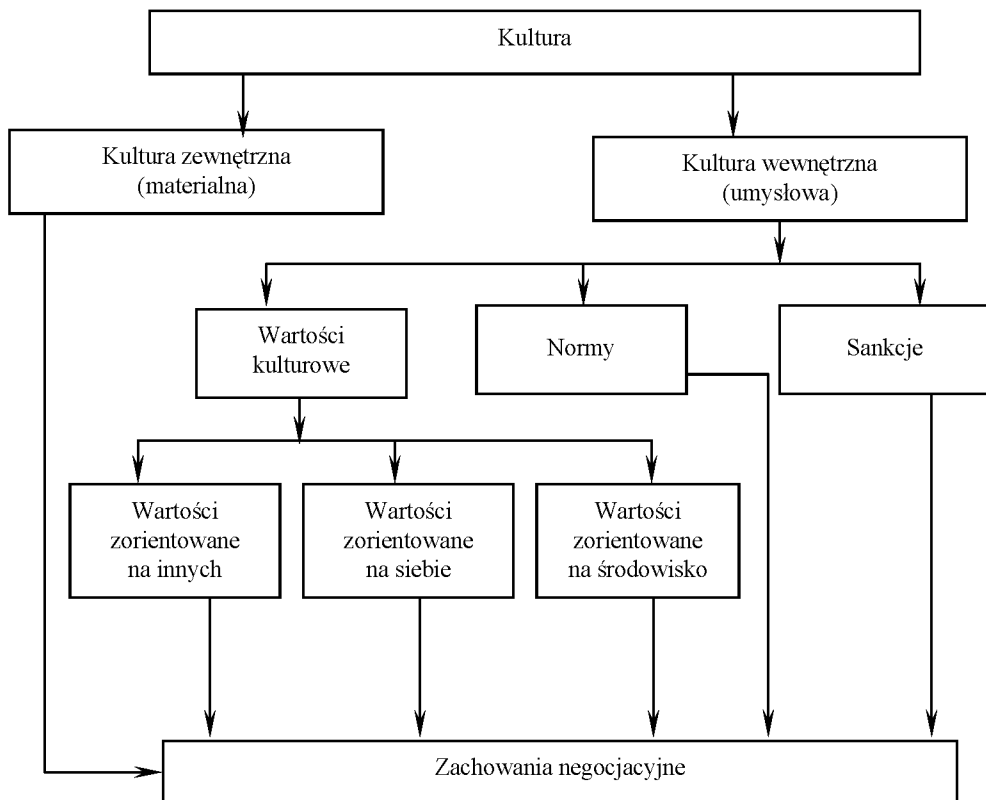 Kultura
Kultura zewnętrzna
(materialna)
Kultura wewnętrzna
(umysłowa)
Wartości
kulturowe
Normy
Sankcje
Wartości
zorientowane
na innych
Wartości
zorientowane
na siebie
Wartości
zorientowane
na środowisko
Zachowania negocjacyjne